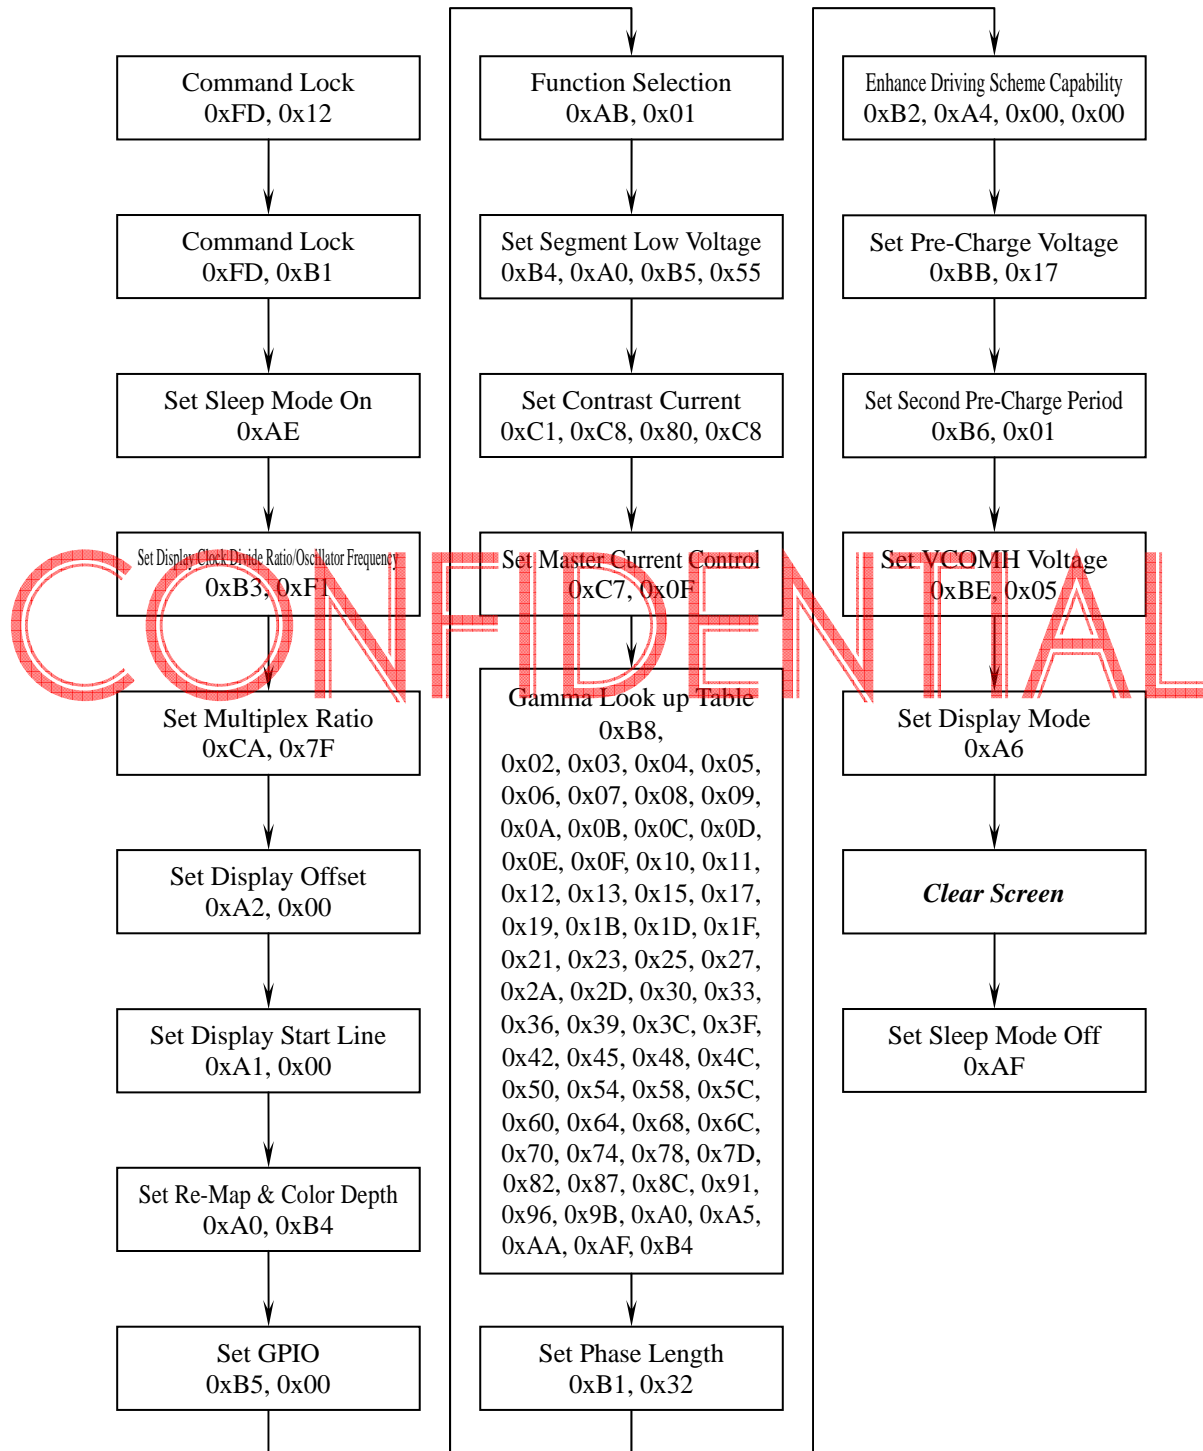 Command Lock
0xFD, 0x12
Command Lock
0xFD, 0xB1
Set Sleep Mode On
0xAE
Set Display Clock Divide Ratio/Oscillator Frequency
0xB3, 0xF1
Set Multiplex Ratio
0xCA, 0x7F
Set Display Offset
0xA2, 0x00
Set Display Start Line
0xA1, 0x00
Set Re-Map & Color Depth
0xA0, 0xB4
Set GPIO
0xB5, 0x00
Function Selection
0xAB, 0x01
Set Segment Low Voltage
0xB4, 0xA0, 0xB5, 0x55
Set Contrast Current
0xC1, 0xC8, 0x80, 0xC8
Set Master Current Control
0xC7, 0x0F
Gamma Look up Table
0xB8,
0x02, 0x03, 0x04, 0x05,
0x06, 0x07, 0x08, 0x09,
0x0A, 0x0B, 0x0C, 0x0D,
0x0E, 0x0F, 0x10, 0x11,
0x12, 0x13, 0x15, 0x17,
0x19, 0x1B, 0x1D, 0x1F,
0x21, 0x23, 0x25, 0x27,
0x2A, 0x2D, 0x30, 0x33,
0x36, 0x39, 0x3C, 0x3F,
0x42, 0x45, 0x48, 0x4C,
0x50, 0x54, 0x58, 0x5C,
0x60, 0x64, 0x68, 0x6C,
0x70, 0x74, 0x78, 0x7D,
0x82, 0x87, 0x8C, 0x91,
0x96, 0x9B, 0xA0, 0xA5,
0xAA, 0xAF, 0xB4
Set Phase Length
0xB1, 0x32
Enhance Driving Scheme Capability
0xB2, 0xA4, 0x00, 0x00
Set Pre-Charge Voltage
0xBB, 0x17
Set Second Pre-Charge Period
0xB6, 0x01
Set VCOMH Voltage
0xBE, 0x05
Set Display Mode
0xA6
Clear Screen
Set Sleep Mode Off
0xAF
CONFIDENTIAL